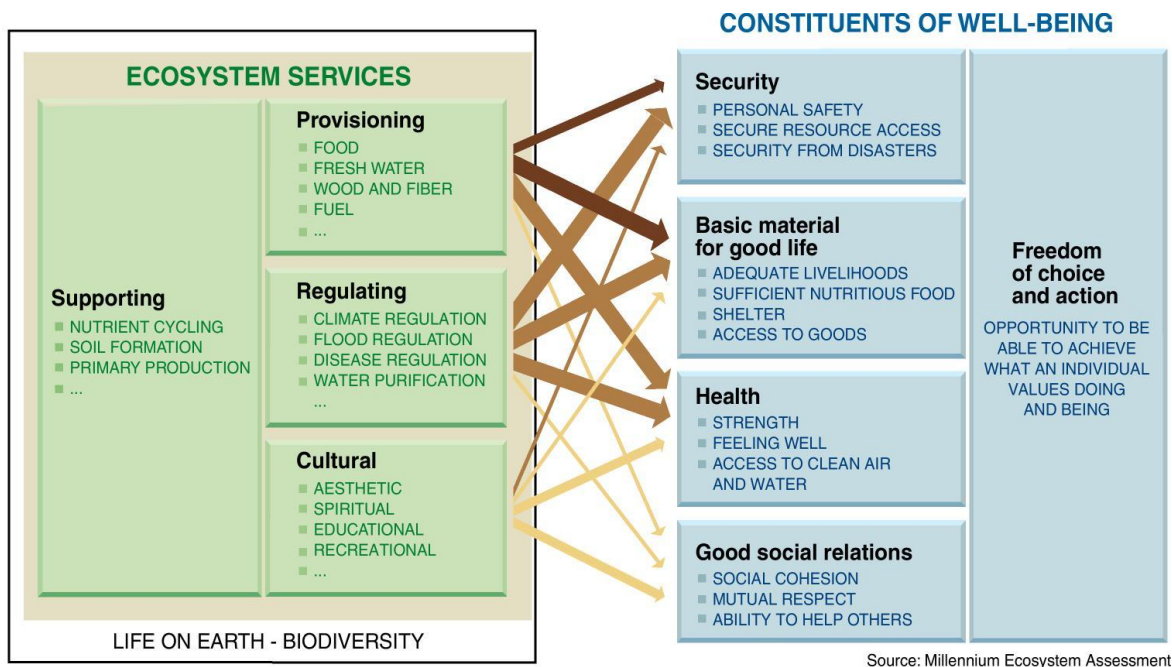 CONSTITUENTS OF WELL-BEING
ECOSYSTEM SERVICES
Supporting
NUTRIENT CYCLING
SOIL FORMATION
PRIMARY PRODUCTION
...
Provisioning
FOOD
FRESH WATER
WOOD AND FIBER
FUEL
...
Regulating
CLIMATE REGULATION
FLOOD REGULATION
DISEASE REGULATION
WATER PURIFICATION
...
Cultural
AESTHETIC
SPIRITUAL
EDUCATIONAL
RECREATIONAL
...
LIFE ON EARTH - BIODIVERSITY
Security
PERSONAL SAFETY
SECURE RESOURCE ACCESS
SECURITY FROM DISASTERS
Basic material
for good life
ADEQUATE LIVELIHOODS
SUFFICIENT NUTRITIOUS FOOD
SHELTER
ACCESS TO GOODS
Health
STRENGTH
FEELING WELL
ACCESS TO CLEAN AIR
AND WATER
Good social relations
SOCIAL COHESION
MUTUAL RESPECT
ABILITY TO HELP OTHERS
Freedom
of choice
and action
OPPORTUNITY TO BE
ABLE TO ACHIEVE
WHAT AN INDIVIDUAL
VALUES DOING
AND BEING
Source: Millennium Ecosystem Assessment